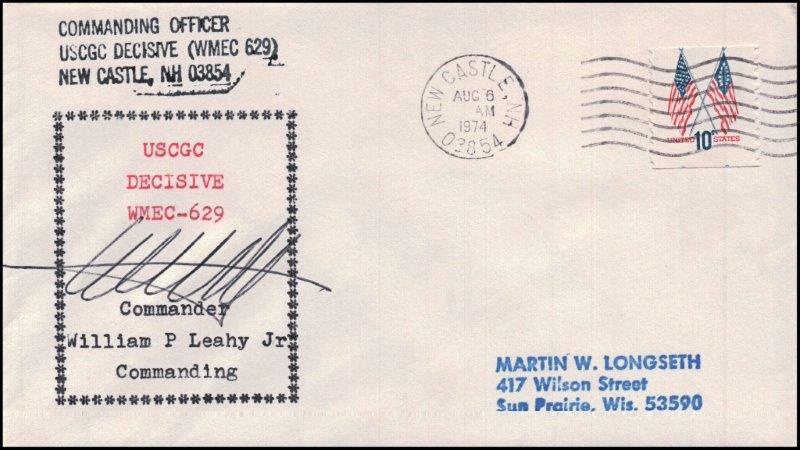 COMMANDING OFFICER
USCGC DECISIVE (WMEC 629)
NEW CASTLE, NH 03854
NEW CASTLE, NH
AUG 6
AM
1974
03854
UNITED 10c STATES
USCGC
DECISIVE
WMEC-629
Commander
William P Leahy Jr
Commanding
MARTIN W. LONGSETH
417 Wilson Street
Sun Prairie, Wis. 53590